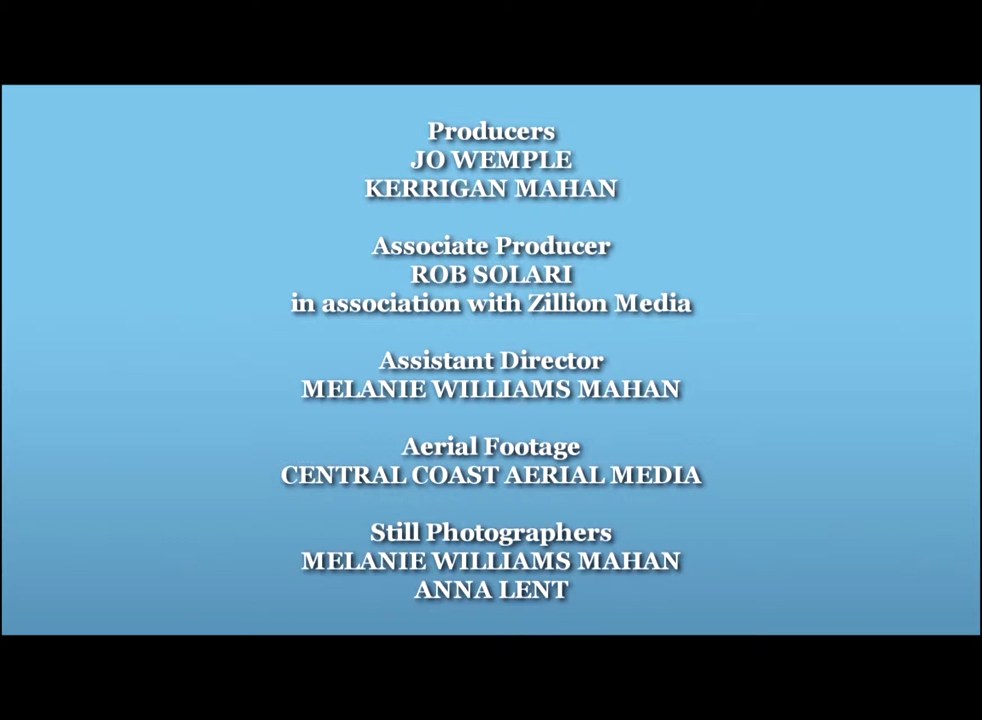 Producers
JO WEMPLE
KERRIGAN MAHAN
Associate Producer
ROB SOLARI
in association with Zillion Media
Assistant Director
MELANIE WILLIAMS MAHAN
Aerial Footage
CENTRAL COAST AERIAL MEDIA
Still Photographers
MELANIE WILLIAMS MAHAN
ANNA LENT